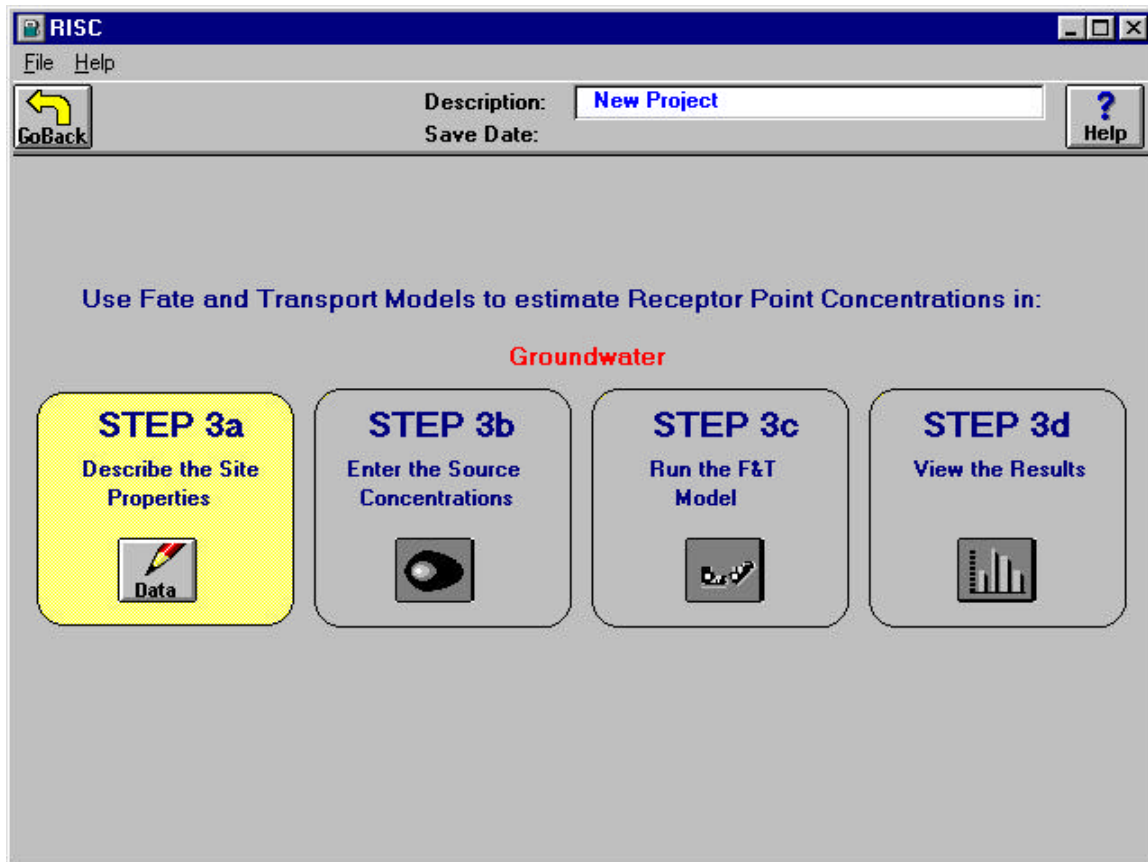 RISC
File Help
GoBack
Description: New Project
Save Date:
? Help
Use Fate and Transport Models to estimate Receptor Point Concentrations in:
Groundwater
STEP 3a
Describe the Site
Properties
Data
STEP 3b
Enter the Source
Concentrations
STEP 3c
Run the F&T
Model
STEP 3d
View the Results